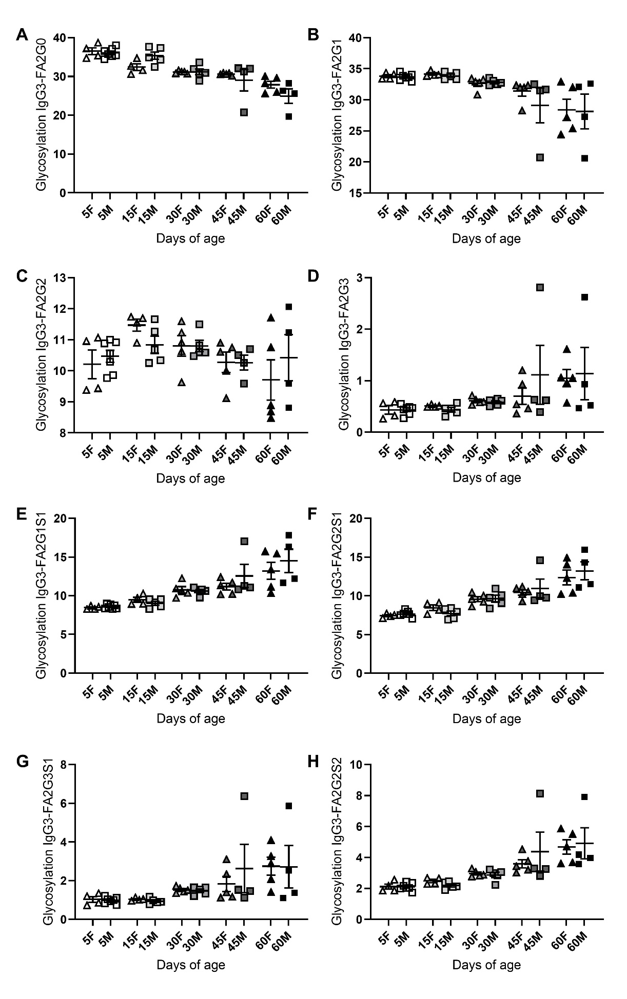 A
Glycosylation IgG3-FA2G0
40
30
20
10
0
5F 5M 15F 15M 30F 30M 45F 45M 60F 60M
Days of age
B
Glycosylation IgG3-FA2G1
40
35
30
25
20
15
5F 5M 15F 15M 30F 30M 45F 45M 60F 60M
Days of age
C
Glycosylation IgG3-FA2G2
13
12
11
10
9
8
5F 5M 15F 15M 30F 30M 45F 45M 60F 60M
Days of age
D
Glycosylation IgG3-FA2G3
3
2
1
0
5F 5M 15F 15M 30F 30M 45F 45M 60F 60M
Days of age
E
Glycosylation IgG3-FA2G1S1
20
15
10
5
0
5F 5M 15F 15M 30F 30M 45F 45M 60F 60M
Days of age
F
Glycosylation IgG3-FA2G2S1
20
15
10
5
0
5F 5M 15F 15M 30F 30M 45F 45M 60F 60M
Days of age
G
Glycosylation IgG3-FA2G3S1
8
6
4
2
0
5F 5M 15F 15M 30F 30M 45F 45M 60F 60M
Days of age
H
Glycosylation IgG3-FA2G2S2
10
8
6
4
2
0
5F 5M 15F 15M 30F 30M 45F 45M 60F 60M
Days of age